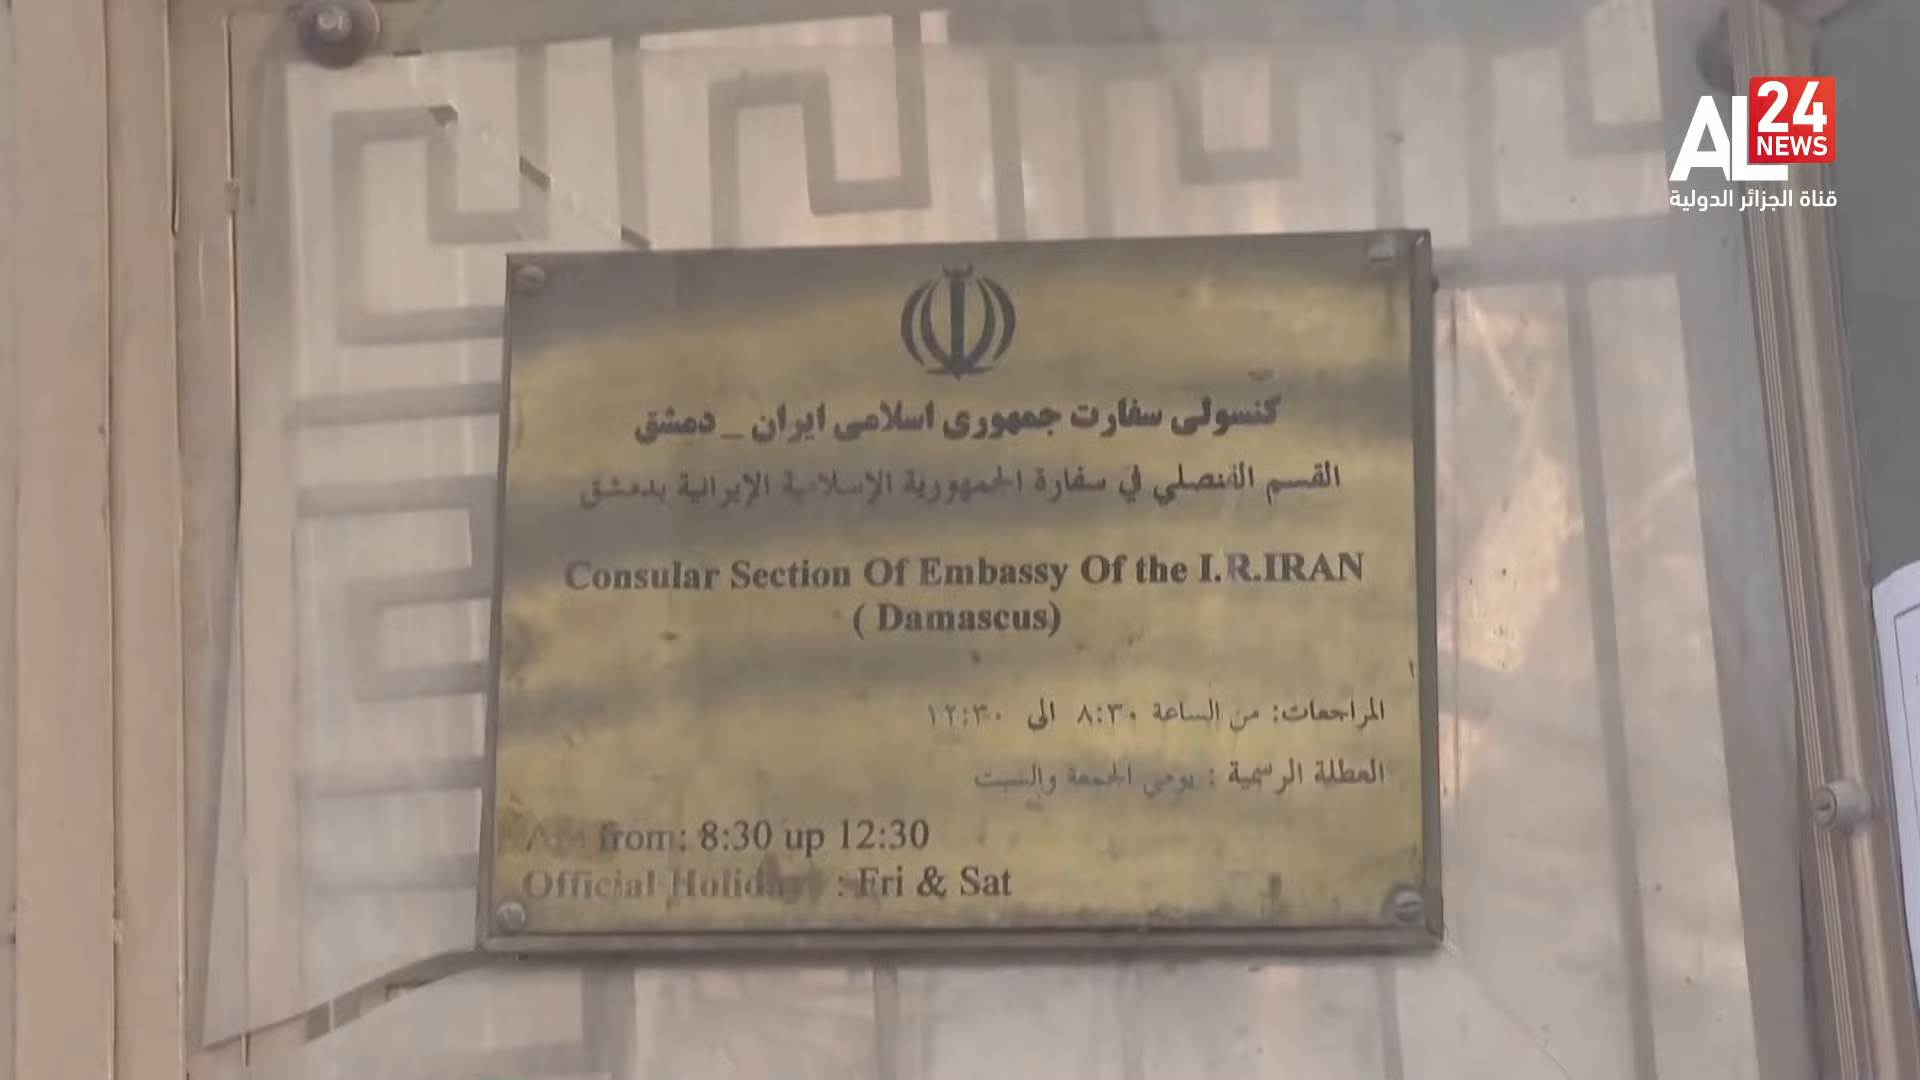 AL
24
NEWS
قناة الجزائر الدولية
كنسولی سفارت جمهوری اسلامی ایران _ دمشق
القسم القنصلي في سفارة الجمهورية الإسلامية الإيرانية بدمشق
Consular Section Of Embassy Of the I.R.IRAN
( Damascus)
المراجعات: من الساعة ٨:٣٠ الى ١٢:٣٠
العطلة الرسمية : يومي الجمعة والسبت
from: 8:30 up 12:30
Official : Fri & Sat